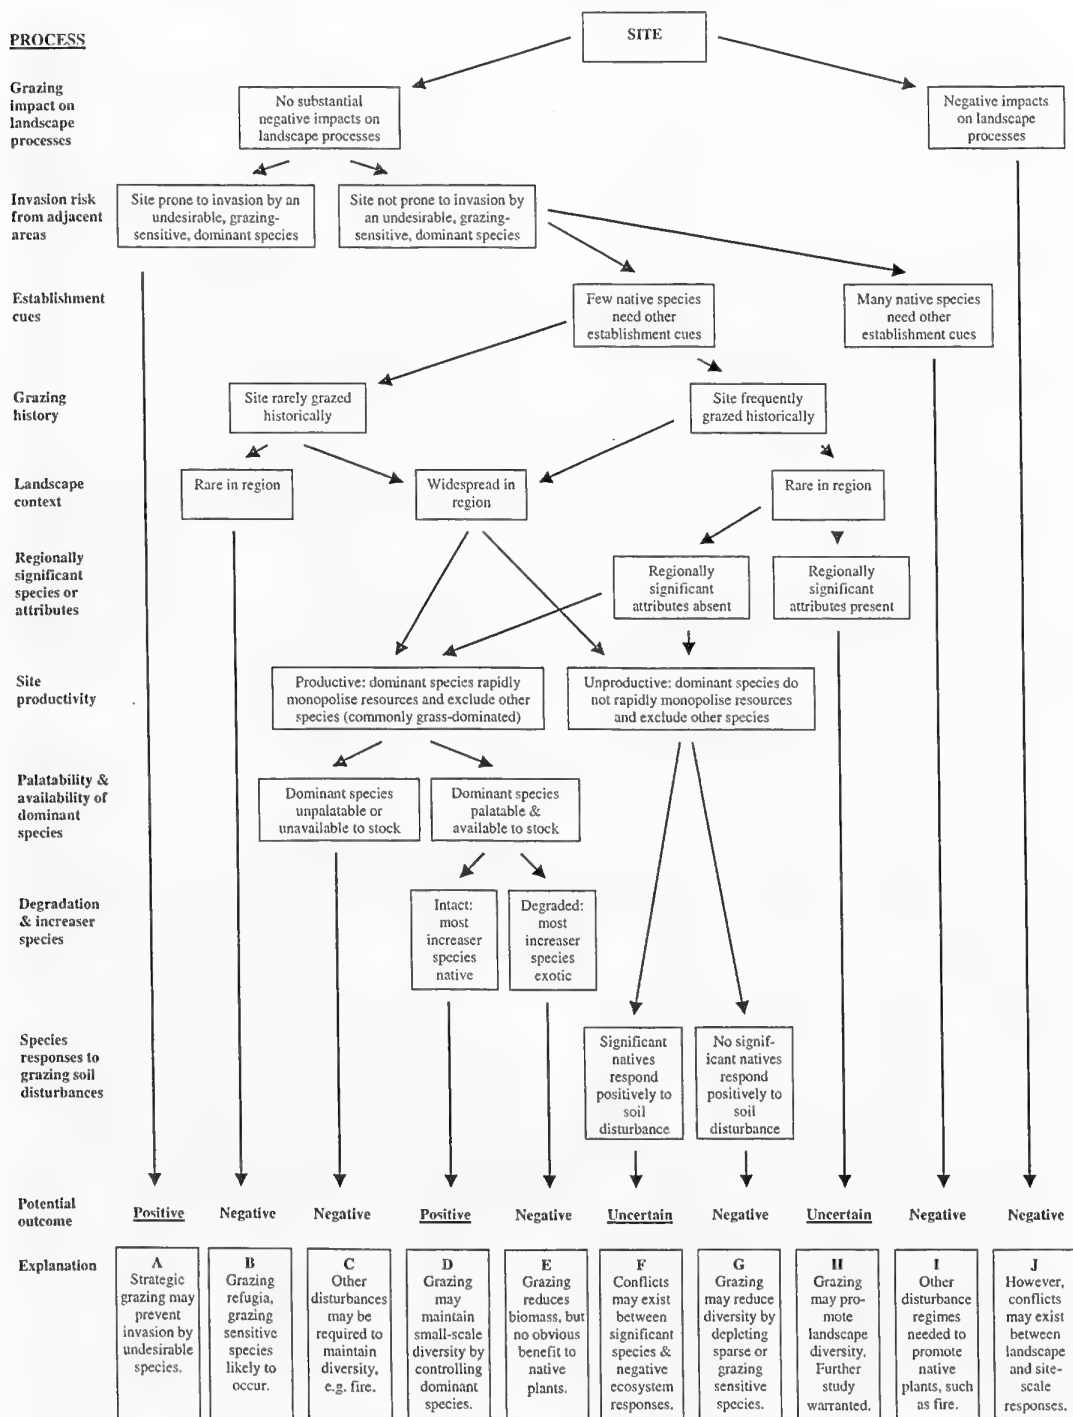 PROCESS
SITE
Grazing
impact on
landscape
processes
No substantial
negative impacts on
landscape processes
Negative impacts
on landscape
processes
Invasion risk
from adjacent
areas
Site prone to invasion by an
undesirable, grazing-
sensitive, dominant species
Site not prone to invasion by
an undesirable, grazing-
sensitive, dominant species
Establishment
cues
Few native species
need other
establishment cues
Many native species
need other
establishment cues
Grazing
history
Site rarely grazed
historically
Site frequently
grazed historically
Landscape
context
Rare in region
Widespread in
region
Rare in region
Regionally
significant
species or
attributes
Regionally
significant
attributes absent
Regionally
significant
attributes present
Site
productivity
Productive: dominant species rapidly
monopolise resources and exclude other
species (commonly grass-dominated)
Unproductive: dominant species do
not rapidly monopolise resources
and exclude other species
Palatability &
availability of
dominant
species
Dominant species
unpalatable or
unavailable to stock
Dominant species
palatable &
available to stock
Degradation
& increaser
species
Intact:
most
increaser
species
native
Degraded:
most
increaser
species
exotic
Species
responses to
grazing soil
disturbances
Significant
natives
respond
positively to
soil
disturbance
No signif-
icant natives
respond
positively to
soil
disturbance
Potential
outcome
Positive
Negative
Negative
Positive
Negative
Uncertain
Negative
Uncertain
Negative
Negative
Explanation
A
Strategic
grazing may
prevent
invasion by
undesirable
species.
B
Grazing
refugia,
grazing
sensitive
species
likely to
occur.
C
Other
disturbances
may be
required to
maintain
diversity,
e.g. fire.
D
Grazing
may
maintain
small-scale
diversity by
controlling
dominant
species.
E
Grazing
reduces
biomass, but
no obvious
benefit to
native
plants.
F
Conflicts
may exist
between
significant
species &
negative
ecosystem
responses.
G
Grazing
may reduce
diversity by
depleting
sparse or
grazing
sensitive
species.
H
Grazing
may pro-
mote
landscape
diversity.
Further
study
warranted.
I
Other
disturbance
regimes
needed to
promote
native
plants, such
as fire.
J
However,
conflicts
may exist
between
landscape
and site-
scale
responses.